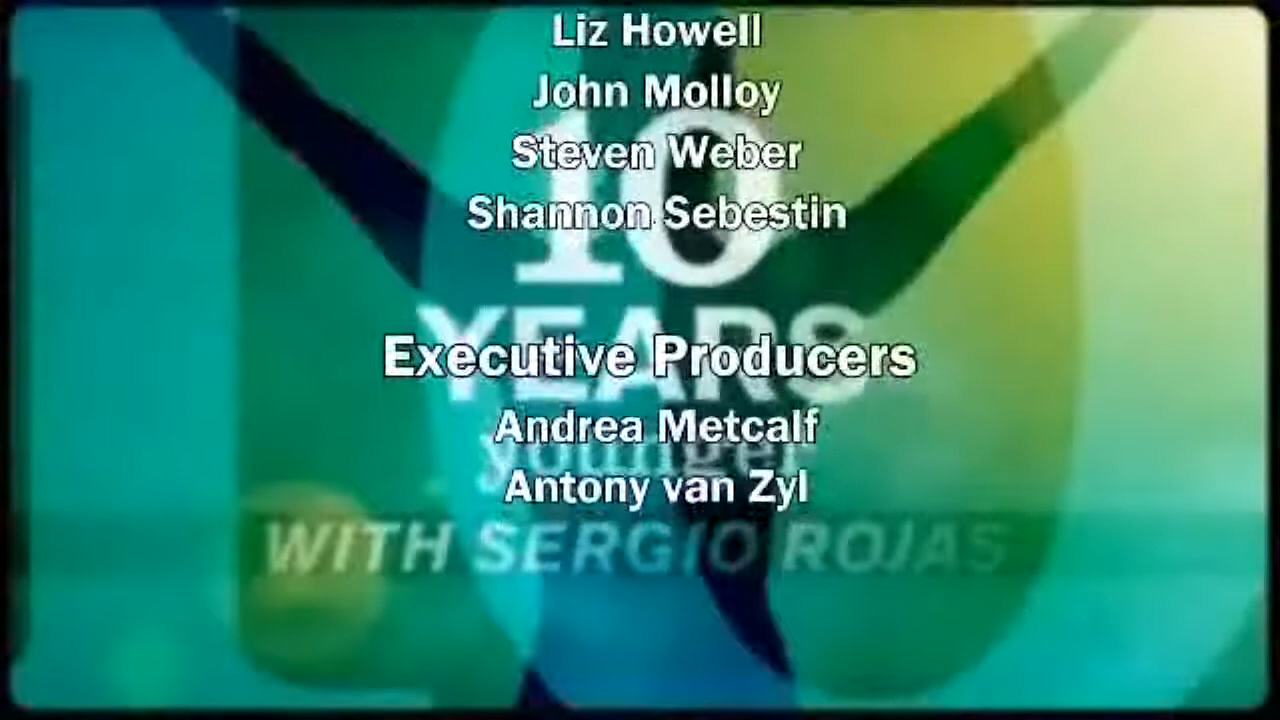 Liz Howell
John Molloy
Steven Weber
Shannon Sebestin
10
YEARS
Executive Producers
Andrea Metcalf
younger
Antony van Zyl
WITH SERGIO ROJAS